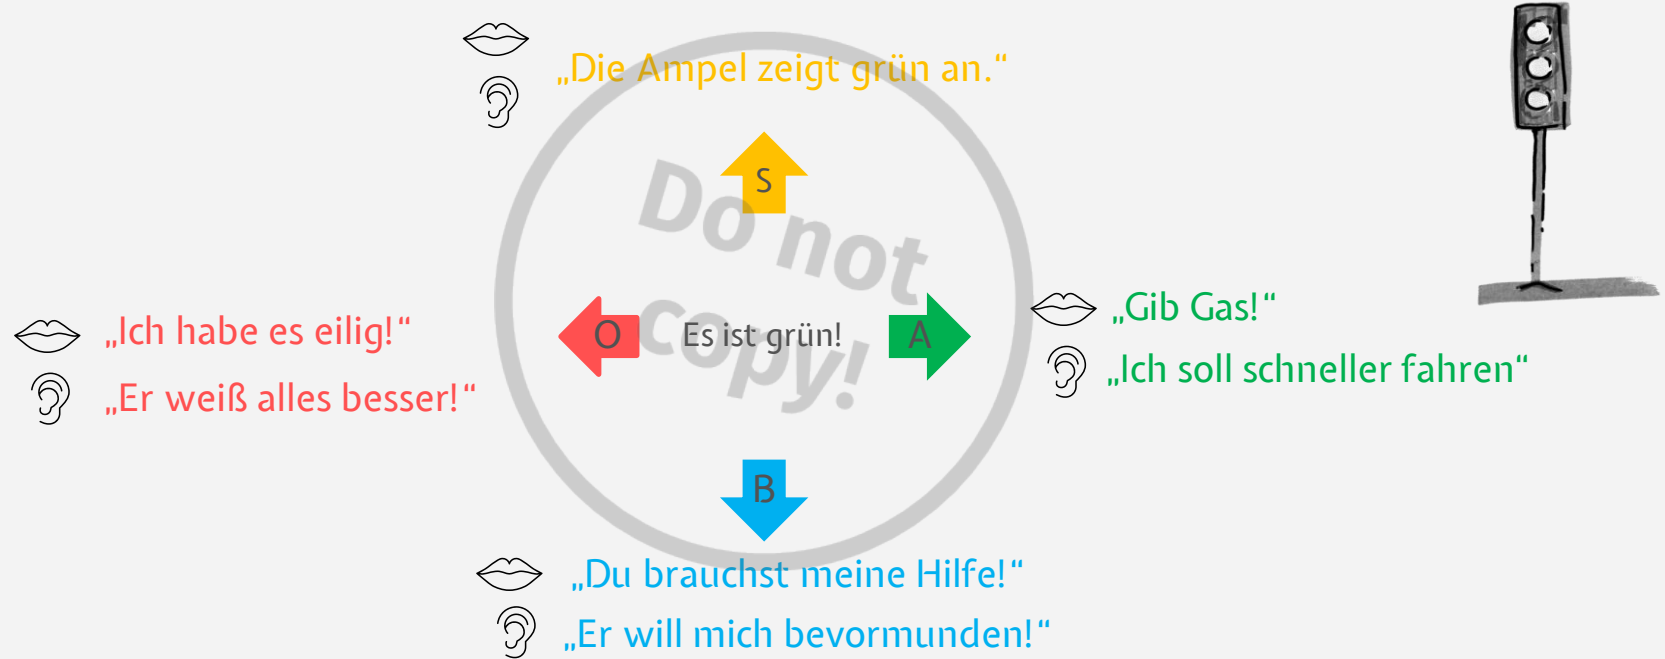 „Die Ampel zeigt grün an.“
S
Do not
copy!
„Ich habe es eilig!“
„Er weiß alles besser!“
O
Es ist grün!
A
„Gib Gas!“
„Ich soll schneller fahren“
B
„Du brauchst meine Hilfe!“
„Er will mich bevormunden!“